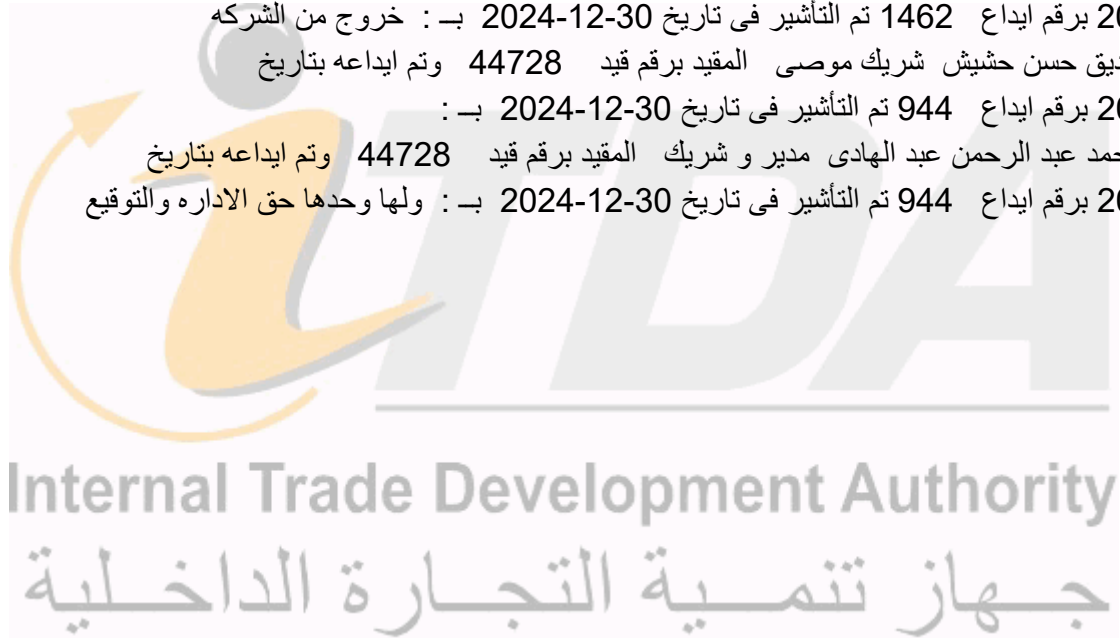 برقم ايداع 1462 تم التأشير فى تاريخ 30-12-2024 بـ : خروج من الشركه
حسن حشيش شريك موصى المقيد برقم قيد 44728 وتم ايداعه بتاريخ
برقم ايداع 944 تم التأشير فى تاريخ 30-12-2024 بـ :
عبد الرحمن عبد الهادى مدير و شريك المقيد برقم قيد 44728 وتم ايداعه بتاريخ
برقم ايداع 944 تم التأشير فى تاريخ 30-12-2024 بـ : ولها وحدها حق الاداره والتوقيع
iTDA
Internal Trade Development Authority
جهاز تنمية التجارة الداخلية